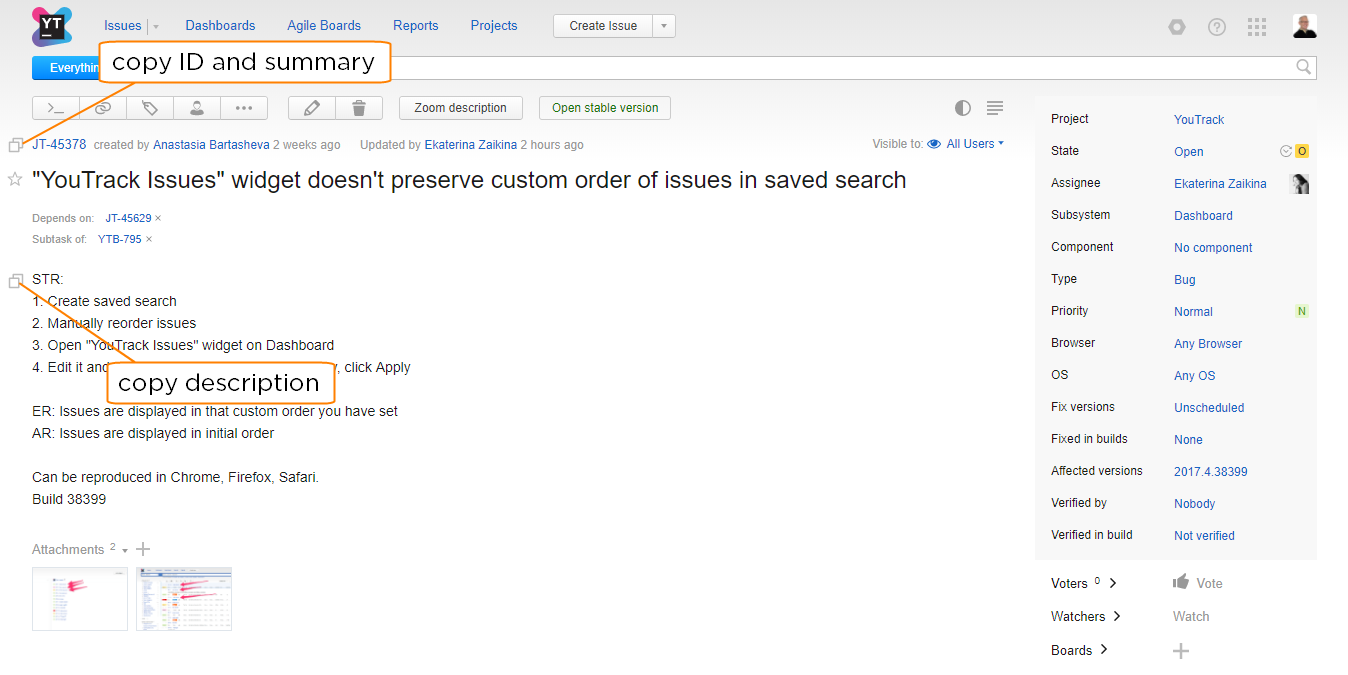 YT
Issues Dashboards Agile Boards Reports Projects Create Issue
copy ID and summary
Everythin
>_ ••• Zoom description Open stable version
JT-45378 created by Anastasia Bartasheva 2 weeks ago Updated by Ekaterina Zaikina 2 hours ago Visible to: All Users
"YouTrack Issues" widget doesn't preserve custom order of issues in saved search
Depends on: JT-45629 ×
Subtask of: YTB-795 ×
STR:
1. Create saved search
2. Manually reorder issues
3. Open "YouTrack Issues" widget on Dashboard
4. Edit it and , click Apply
copy description
ER: Issues are displayed in that custom order you have set
AR: Issues are displayed in initial order
Can be reproduced in Chrome, Firefox, Safari.
Build 38399
Attachments 2
Project YouTrack
State Open O
Assignee Ekaterina Zaikina
Subsystem Dashboard
Component No component
Type Bug
Priority Normal N
Browser Any Browser
OS Any OS
Fix versions Unscheduled
Fixed in builds None
Affected versions 2017.4.38399
Verified by Nobody
Verified in build Not verified
Voters 0 Vote
Watchers Watch
Boards